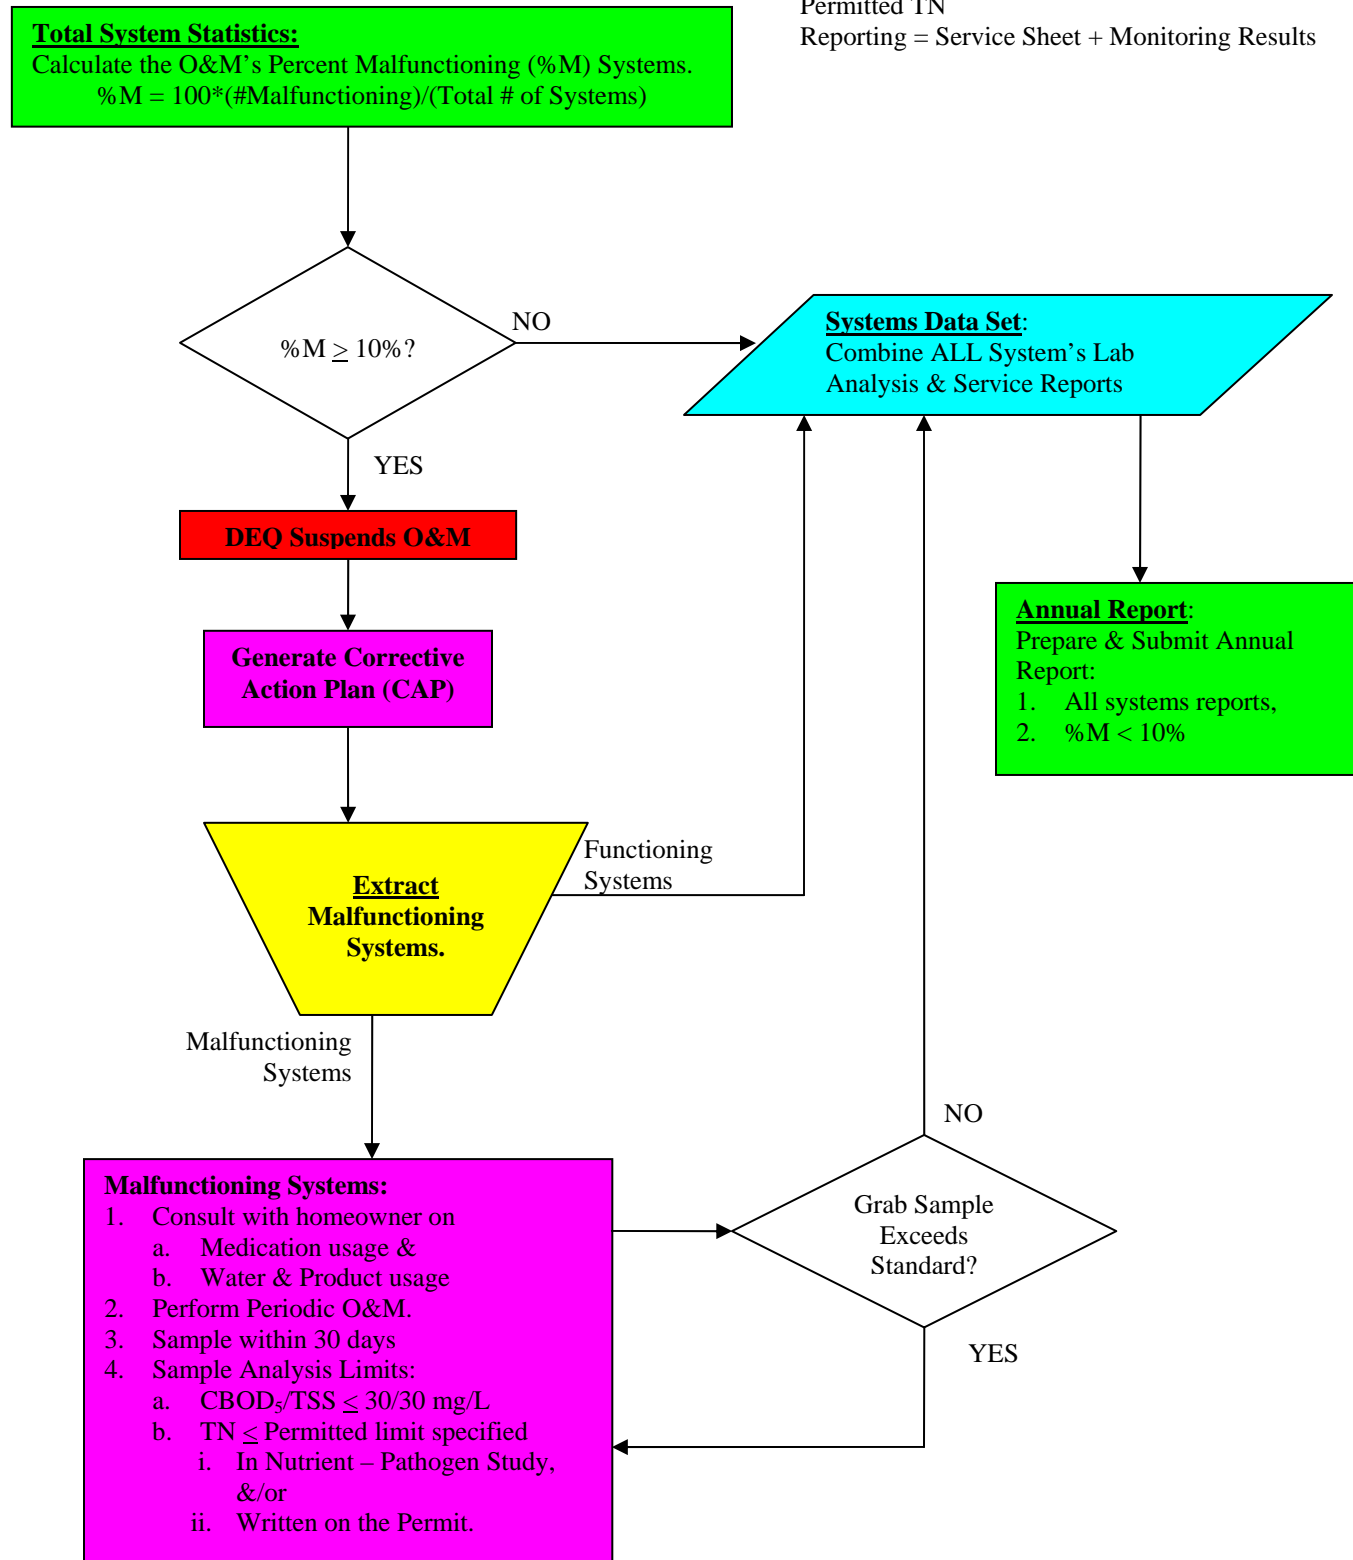 Permitted TN
Reporting = Service Sheet + Monitoring Results
Total System Statistics:
Calculate the O&M’s Percent Malfunctioning (%M) Systems.
%M = 100*(#Malfunctioning)/(Total # of Systems)
%M ≥ 10%?
NO
YES
Systems Data Set:
Combine ALL System’s Lab
Analysis & Service Reports
DEQ Suspends O&M
Generate Corrective
Action Plan (CAP)
Annual Report:
Prepare & Submit Annual
Report:
1. All systems reports,
2. %M < 10%
Extract
Malfunctioning
Systems.
Functioning
Systems
Malfunctioning
Systems
Malfunctioning Systems:
1. Consult with homeowner on
a. Medication usage &
b. Water & Product usage
2. Perform Periodic O&M.
3. Sample within 30 days
4. Sample Analysis Limits:
a. CBOD₅/TSS ≤ 30/30 mg/L
b. TN ≤ Permitted limit specified
i. In Nutrient – Pathogen Study,
&/or
ii. Written on the Permit.
NO
Grab Sample
Exceeds
Standard?
YES